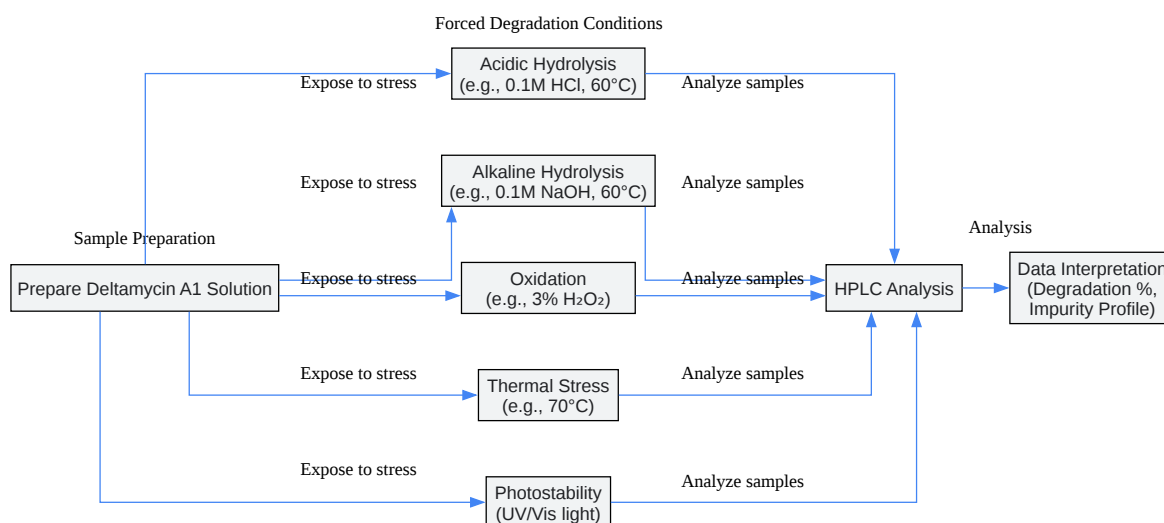 Forced Degradation Conditions
Acidic Hydrolysis
(e.g., 0.1M HCl, 60°C)
Expose to stress
Analyze samples
Alkaline Hydrolysis
(e.g., 0.1M NaOH, 60°C)
Expose to stress
Analyze samples
Sample Preparation
Analysis
Prepare Deltamycin A1 Solution
Expose to stress
Oxidation
(e.g., 3% H₂O₂)
Analyze samples
HPLC Analysis
Data Interpretation
(Degradation %,
Impurity Profile)
Expose to stress
Thermal Stress
(e.g., 70°C)
Analyze samples
Expose to stress
Photostability
(UV/Vis light)
Analyze samples